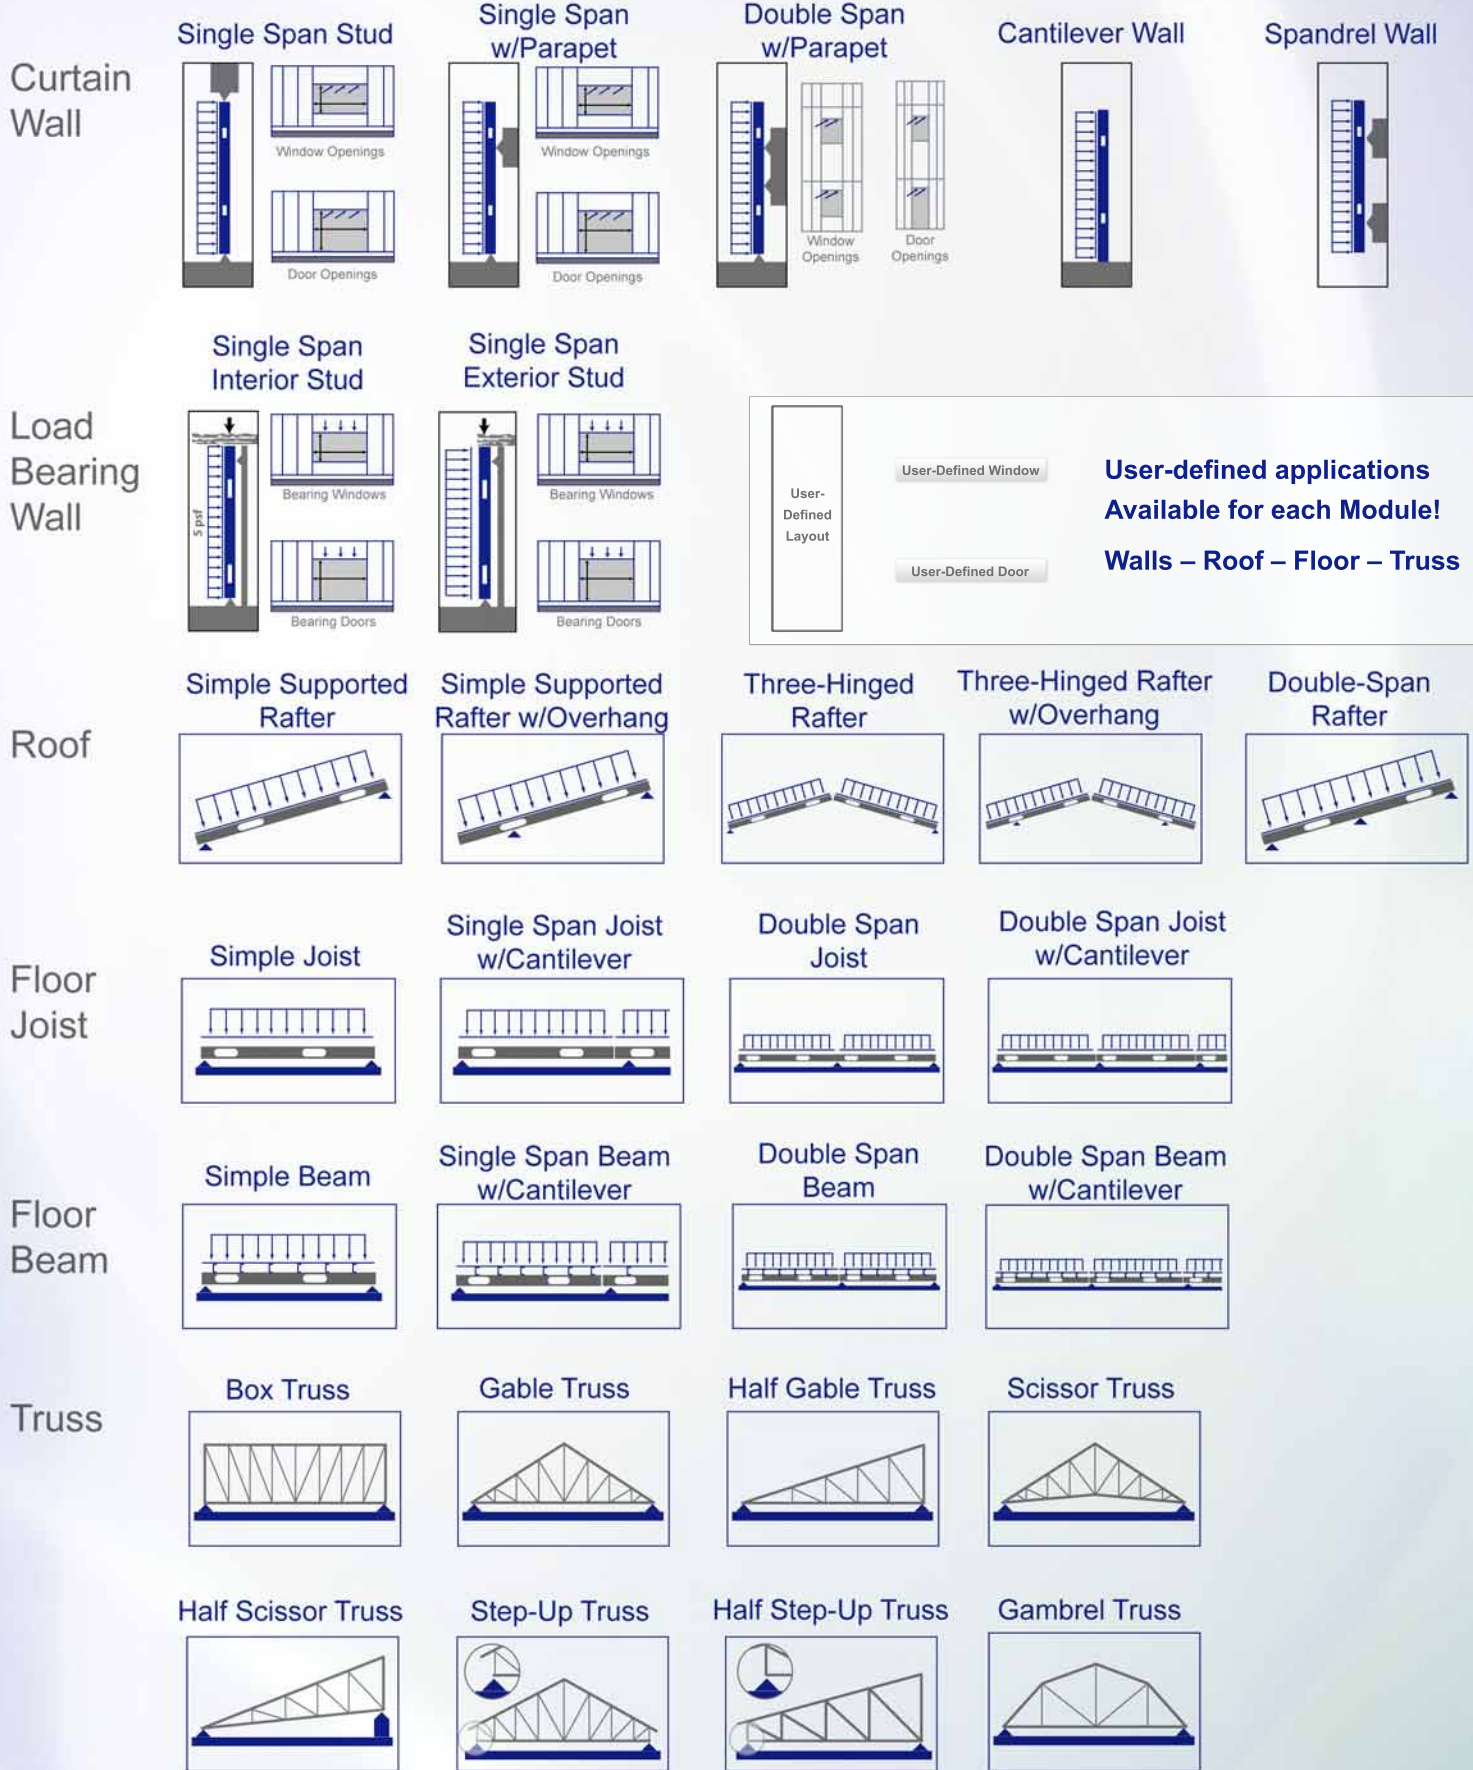 Curtain
Wall
Single Span Stud
Window Openings
Door Openings
Single Span
w/Parapet
Window Openings
Door Openings
Double Span
w/Parapet
Window
Openings
Door
Openings
Cantilever Wall
Spandrel Wall
Load
Bearing
Wall
Single Span
Interior Stud
5 psf
Bearing Windows
Bearing Doors
Single Span
Exterior Stud
Bearing Windows
Bearing Doors
User-
Defined
Layout
User-Defined Window
User-Defined Door
User-defined applications
Available for each Module!
Walls – Roof – Floor – Truss
Roof
Simple Supported
Rafter
Simple Supported
Rafter w/Overhang
Three-Hinged
Rafter
Three-Hinged Rafter
w/Overhang
Double-Span
Rafter
Floor
Joist
Simple Joist
Single Span Joist
w/Cantilever
Double Span
Joist
Double Span Joist
w/Cantilever
Floor
Beam
Simple Beam
Single Span Beam
w/Cantilever
Double Span
Beam
Double Span Beam
w/Cantilever
Truss
Box Truss
Gable Truss
Half Gable Truss
Scissor Truss
Half Scissor Truss
Step-Up Truss
Half Step-Up Truss
Gambrel Truss